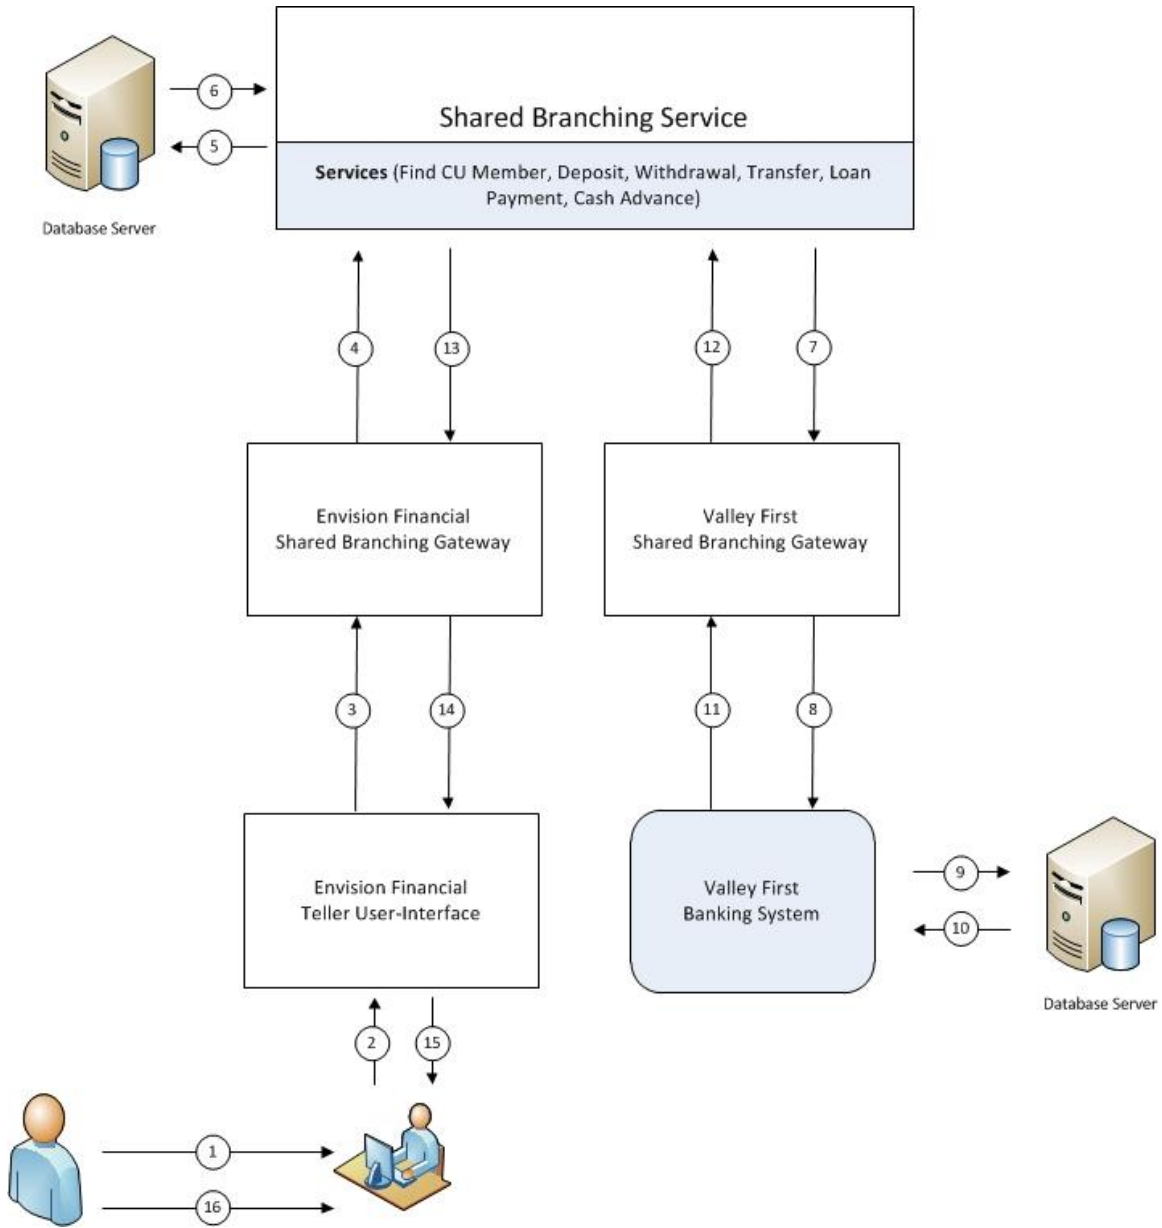 6
Shared Branching Service
5
Services (Find CU Member, Deposit, Withdrawal, Transfer, Loan
Payment, Cash Advance)
Database Server
4
13
12
7
Envision Financial
Shared Branching Gateway
Valley First
Shared Branching Gateway
3
14
11
8
Envision Financial
Teller User-Interface
Valley First
Banking System
9
10
Database Server
2
15
1
16